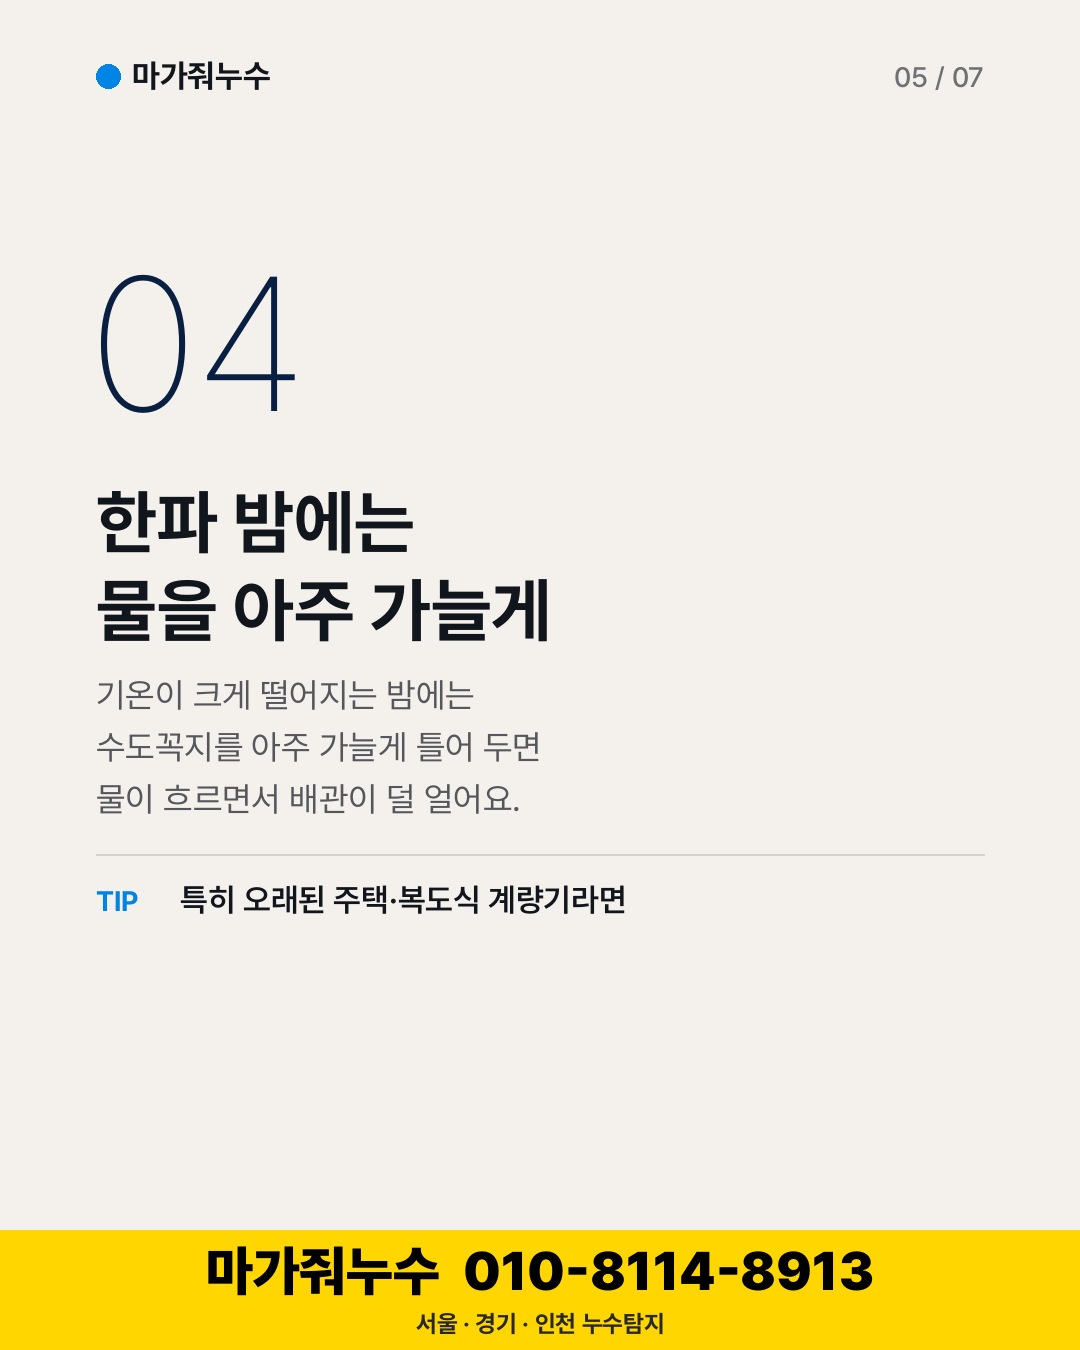 마가줘누수
05 / 07
04
한파 밤에는
물을 아주 가늘게
기온이 크게 떨어지는 밤에는
수도꼭지를 아주 가늘게 틀어 두면
물이 흐르면서 배관이 덜 얼어요.
TIP 특히 오래된 주택·복도식 계량기라면
마가줘누수 010-8114-8913
서울 · 경기 · 인천 누수탐지